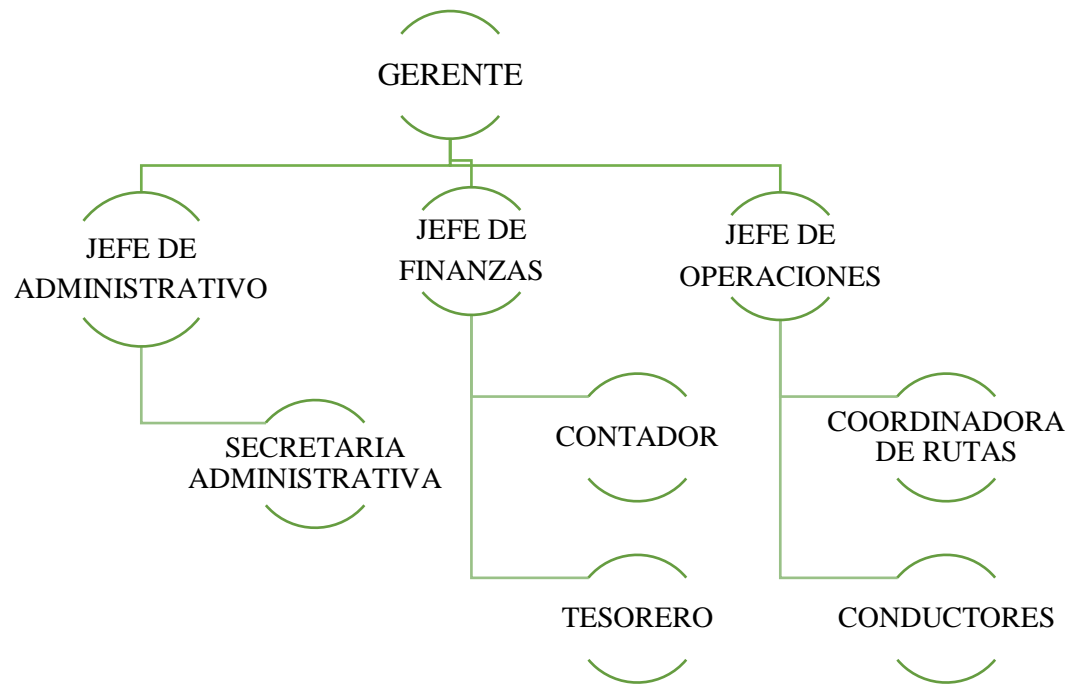 GERENTE
JEFE DE
ADMINISTRATIVO
JEFE DE
FINANZAS
JEFE DE
OPERACIONES
SECRETARIA
ADMINISTRATIVA
CONTADOR
COORDINADORA
DE RUTAS
TESORERO
CONDUCTORES